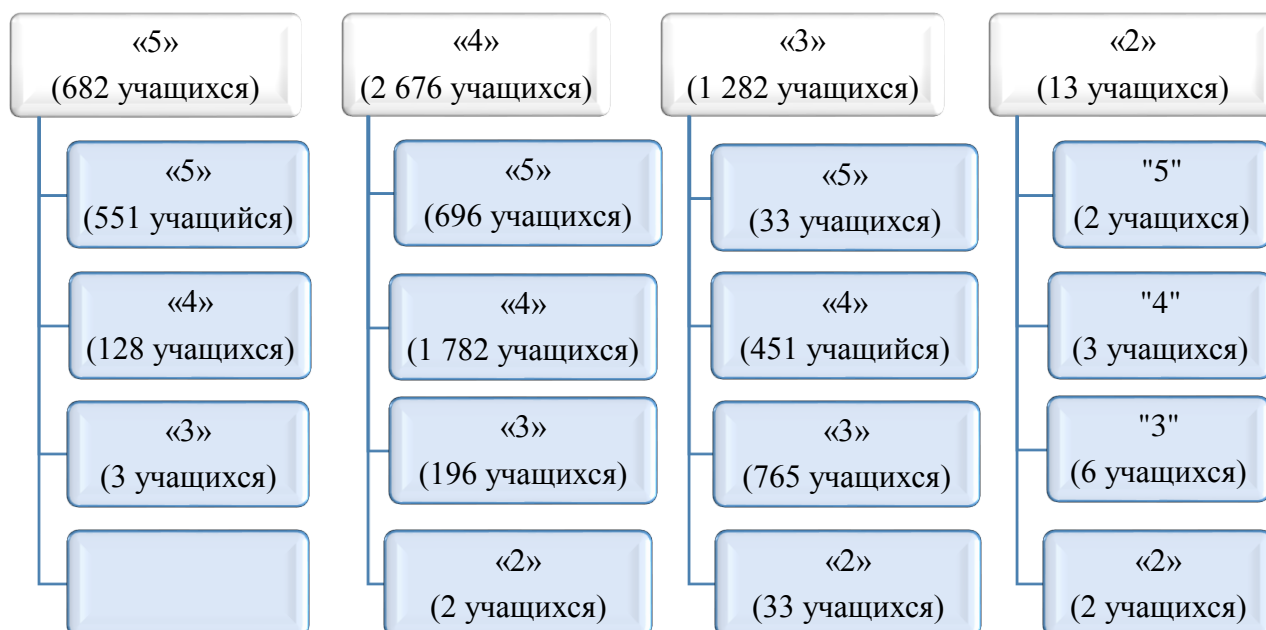 «5»
(682 учащихся)
«5»
(551 учащийся)
«4»
(128 учащихся)
«3»
(3 учащихся)
«4»
(2 676 учащихся)
«5»
(696 учащихся)
«4»
(1 782 учащихся)
«3»
(196 учащихся)
«2»
(2 учащихся)
«3»
(1 282 учащихся)
«5»
(33 учащихся)
«4»
(451 учащийся)
«3»
(765 учащихся)
«2»
(33 учащихся)
«2»
(13 учащихся)
"5"
(2 учащихся)
"4"
(3 учащихся)
"3"
(6 учащихся)
«2»
(2 учащихся)